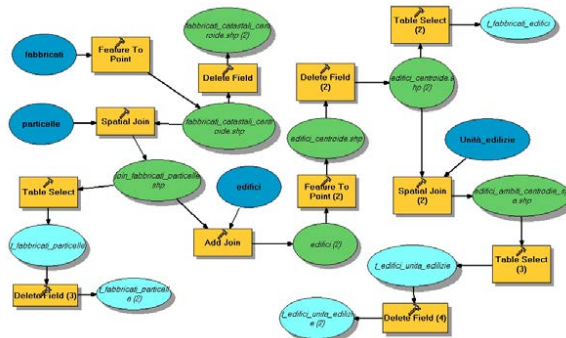 fabbricati
Feature To
Point
fabbricati_catastali_cent
roide.shp (2)
Delete Field
fabbricati_catastali_cent
roide.shp
particelle
Spatial Join
join_fabbricati_particelle
.shp
Table Select
t_fabbricati_particelle
Delete Field (3)
t_fabbricati_particell
e (2)
edifici
Add Join
edifici (2)
Feature To
Point (2)
edifici_centroide.shp
Delete Field
(2)
edifici_centroide.s
hp (2)
Table Select
(2)
t_fabbricati_edifici
Unità_edilizie
Spatial Join
(2)
edifici_ambiti_centrodie_s
a.shp
Table Select
(3)
t_edifici_unita_edilizie
Delete Field (4)
t_edifici_unita_edilizi
e (2)